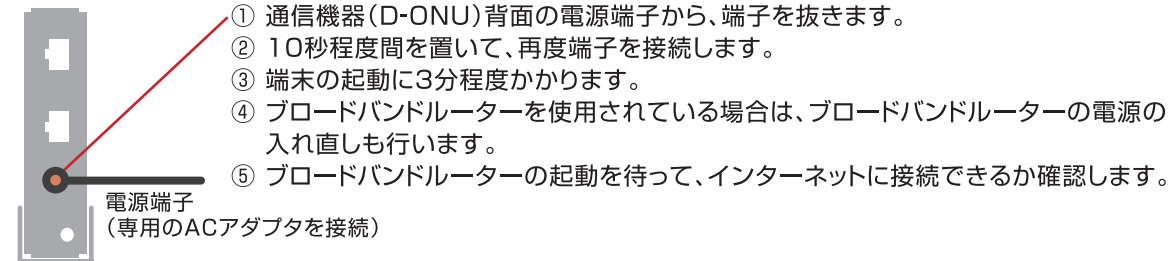 ① 通信機器(D-ONU)背面の電源端子から、端子を抜きます。
② 10秒程度間を置いて、再度端子を接続します。
③ 端末の起動に3分程度かかります。
④ ブロードバンドルーターを使用されている場合は、ブロードバンドルーターの電源の
入れ直しも行います。
⑤ ブロードバンドルーターの起動を待って、インターネットに接続できるか確認します。
電源端子
(専用のACアダプタを接続)